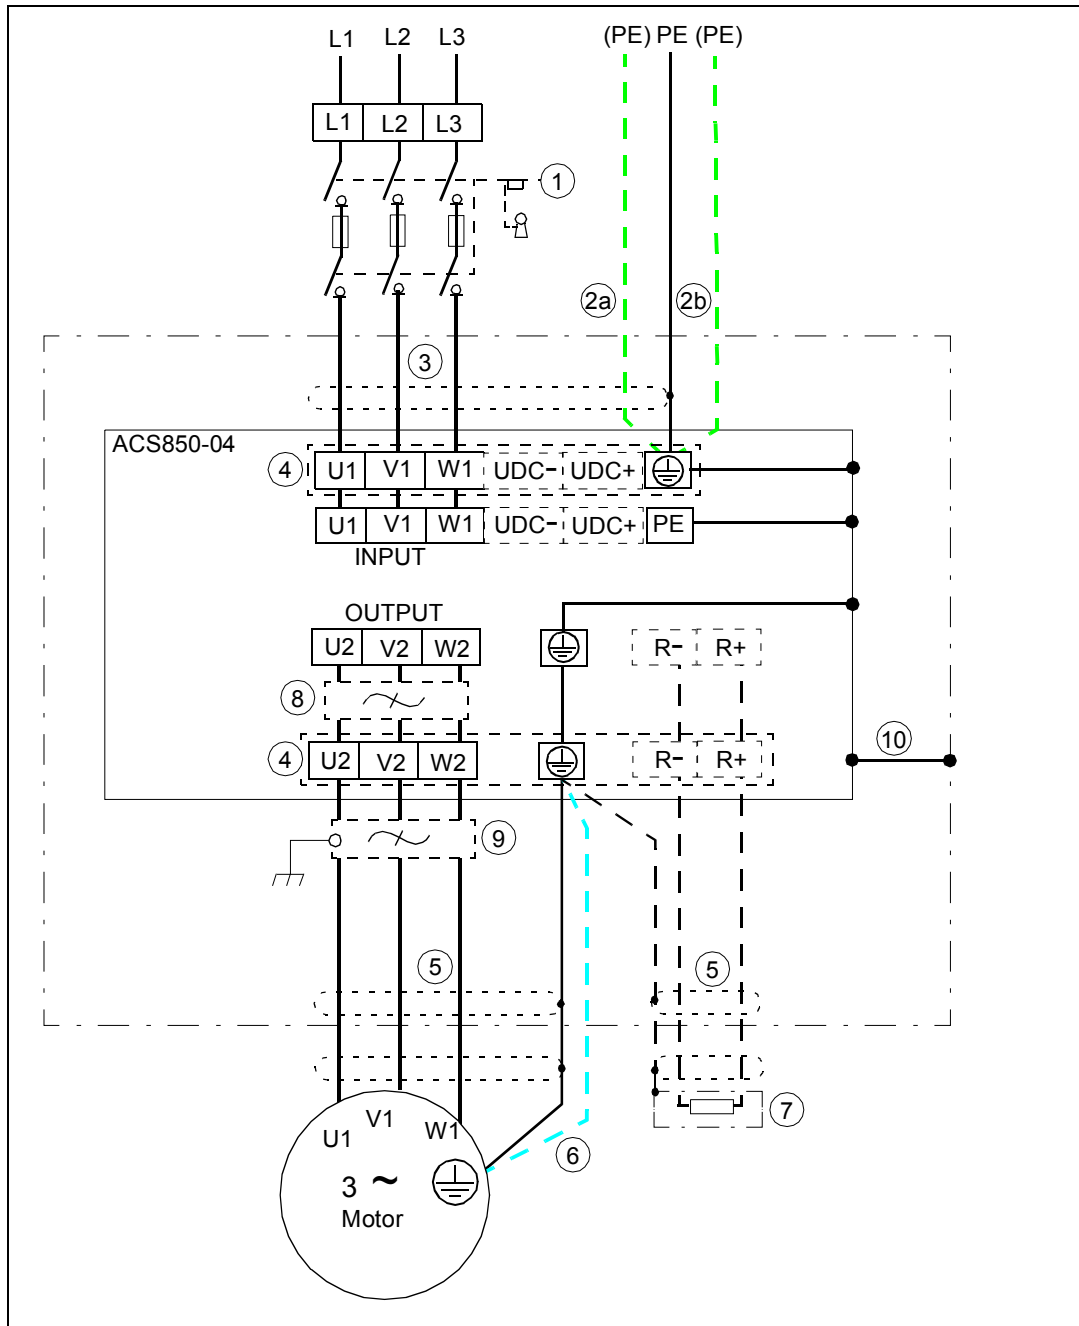 L1 L2 L3 (PE) PE (PE)
L1 L2 L3
1
2a 2b
3
ACS850-04
4 U1 V1 W1 UDC- UDC+
U1 V1 W1 UDC- UDC+ PE
INPUT
OUTPUT
U2 V2 W2 R- R+
8
4 U2 V2 W2 R- R+ 10
9
5 5
7
U1 V1 W1
6
3 ~
Motor